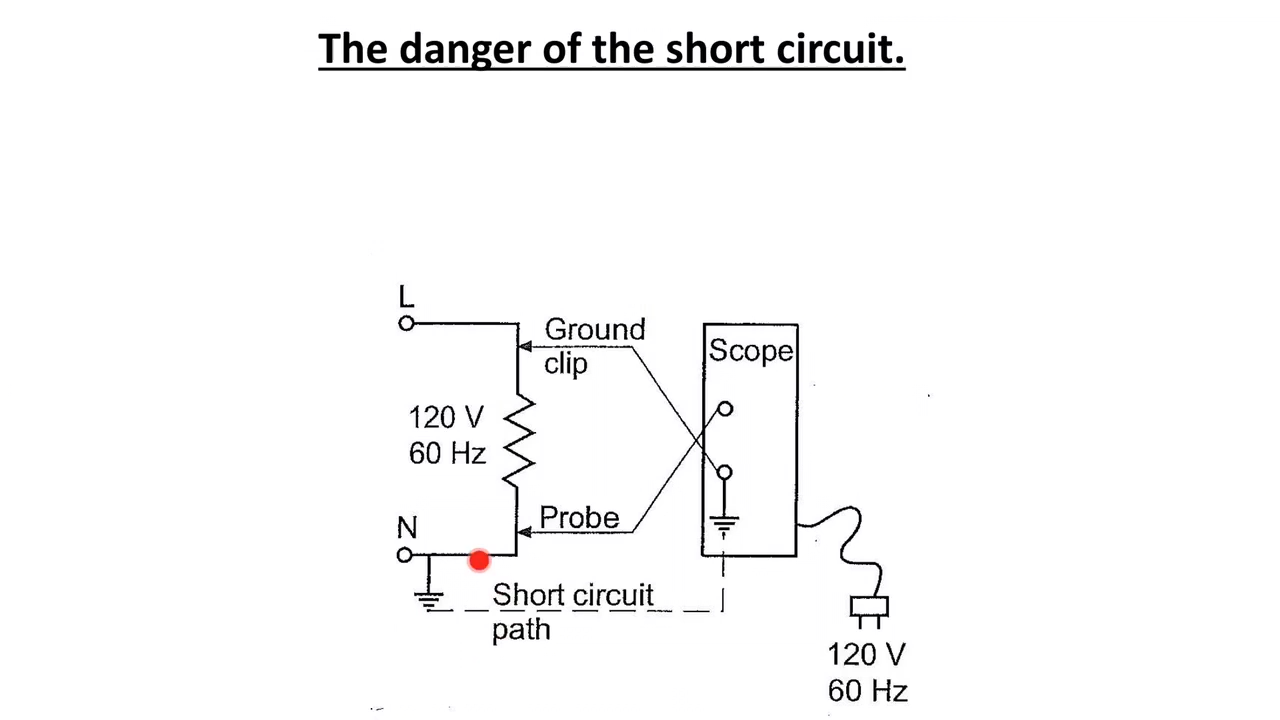 The danger of the short circuit.
L
Ground
clip
Scope
120 V
60 Hz
N
Probe
Short circuit
path
120 V
60 Hz